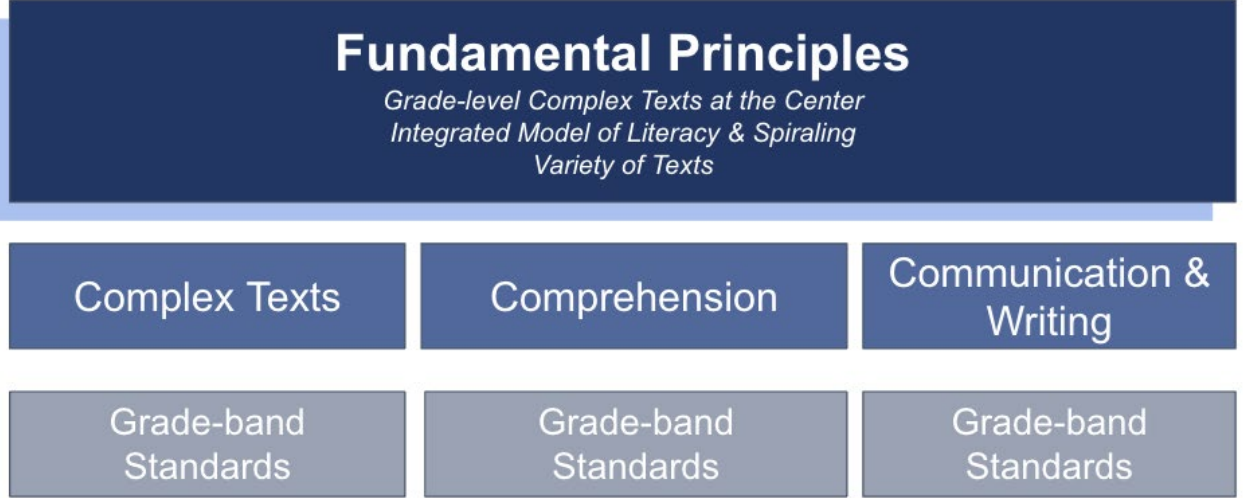 Fundamental Principles
Grade-level Complex Texts at the Center
Integrated Model of Literacy & Spiraling
Variety of Texts
Complex Texts
Comprehension
Communication &
Writing
Grade-band
Standards
Grade-band
Standards
Grade-band
Standards